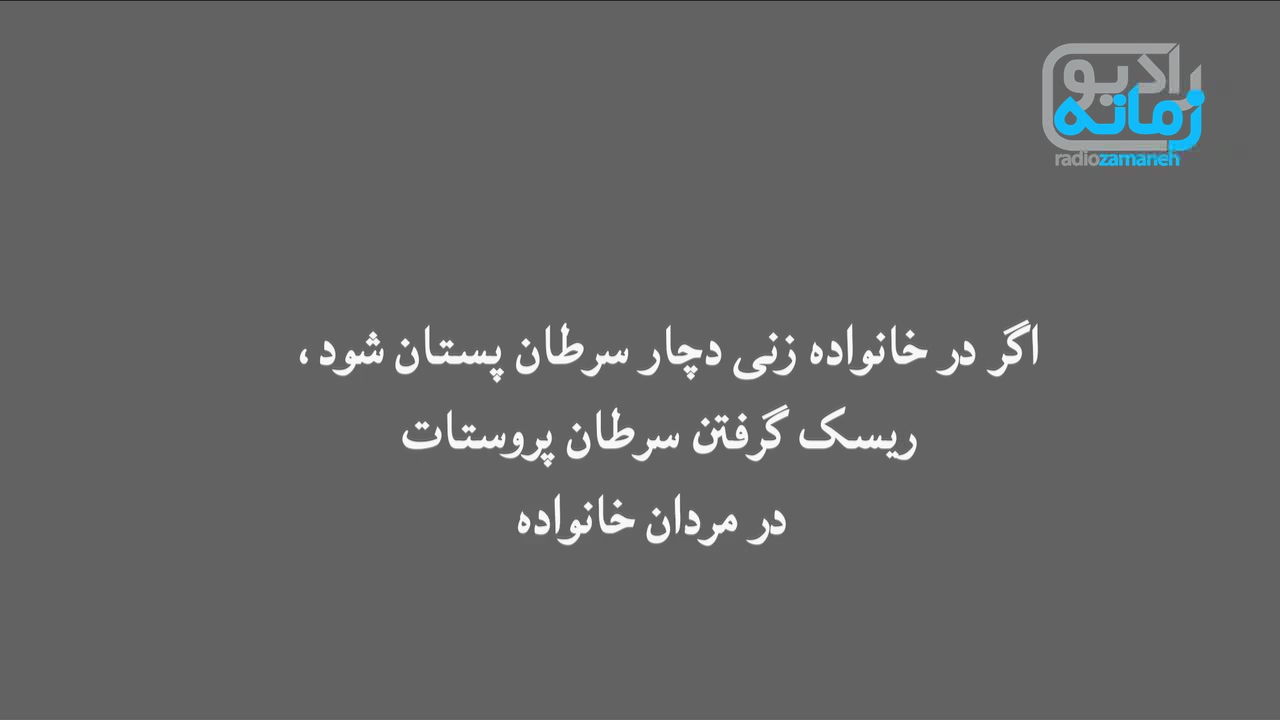 رادیو
زمانه
radiozamaneh
اگر در خانواده زنی دچار سرطان پستان شود،
ریسک گرفتن سرطان پروستات
در مردان خانواده